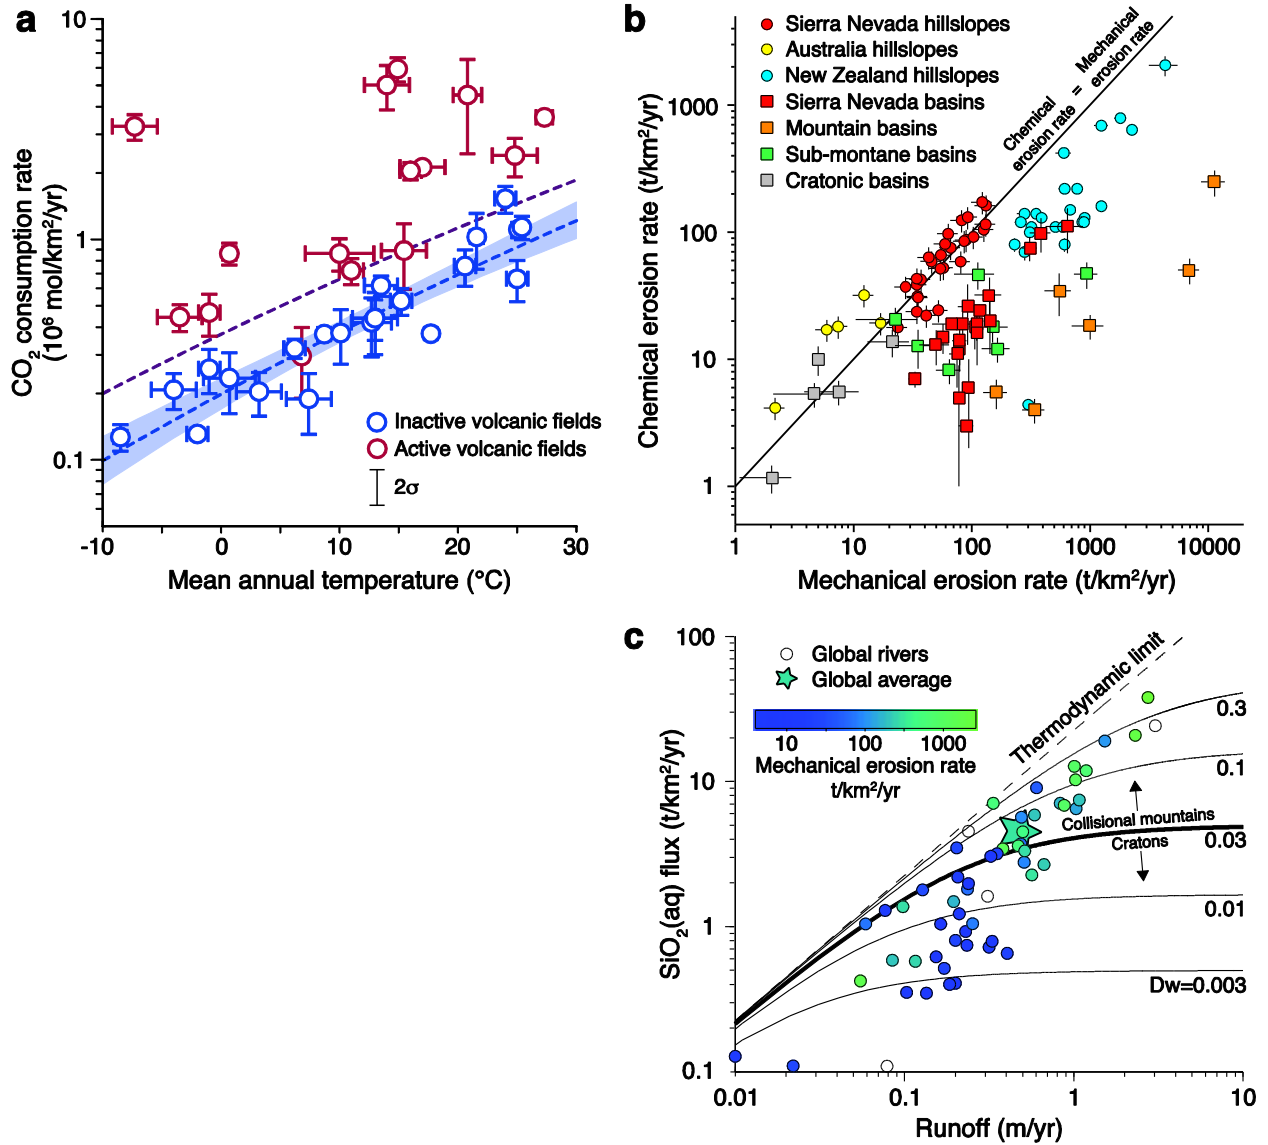 a
10
1
0.1
CO2 consumption rate
(10⁶ mol/km²/yr)
-10
0
10
20
30
Mean annual temperature (°C)
Inactive volcanic fields
Active volcanic fields
2σ
b
Sierra Nevada hillslopes
Australia hillslopes
New Zealand hillslopes
Sierra Nevada basins
Mountain basins
Sub-montane basins
Cratonic basins
Chemical = Mechanical
erosion rate erosion rate
1000
100
10
1
Chemical erosion rate (t/km²/yr)
1
10
100
1000
10000
Mechanical erosion rate (t/km²/yr)
c
Global rivers
Global average
10
100
1000
Mechanical erosion rate
t/km²/yr
Thermodynamic limit
0.3
0.1
Collisional mountains
Cratons
0.03
0.01
Dw=0.003
100
10
1
0.1
SiO₂(aq) flux (t/km²/yr)
0.01
0.1
1
10
Runoff (m/yr)